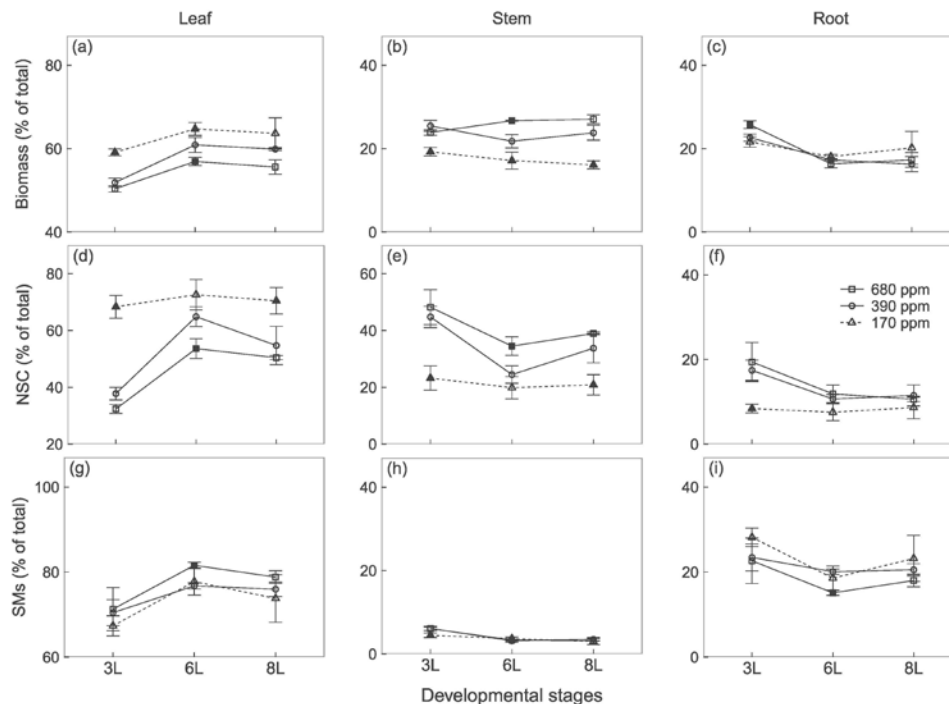 Leaf
Stem
Root
(a)
(b)
(c)
Biomass (% of total)
80
60
40
40
20
0
40
20
0
(d)
(e)
(f)
NSC (% of total)
100
80
60
40
20
60
40
20
0
40
20
0
680 ppm
390 ppm
170 ppm
(g)
(h)
(i)
SMs (% of total)
100
80
60
40
20
0
40
20
0
3L 6L 8L
3L 6L 8L
3L 6L 8L
Developmental stages